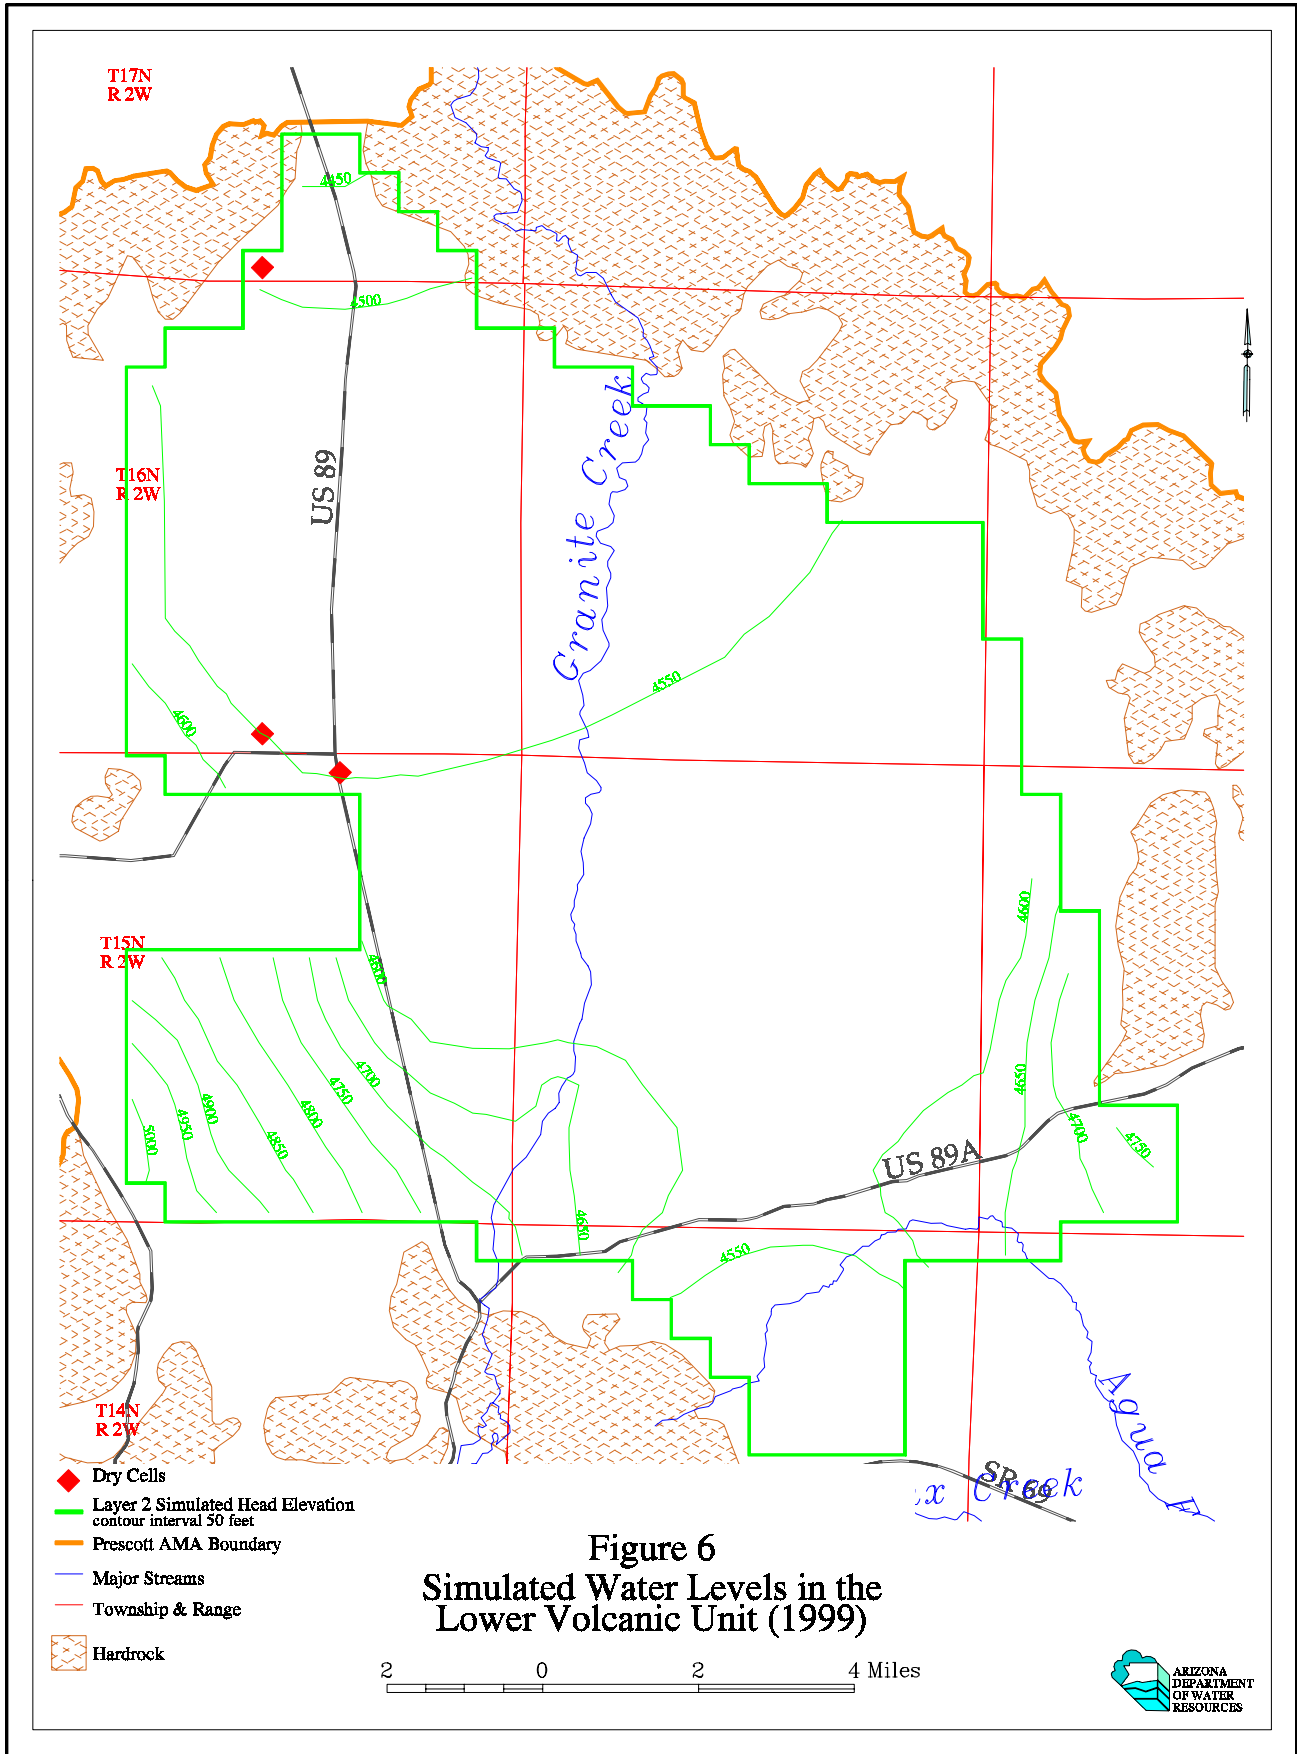 T17N
R 2W
4450
4500
Granite Creek
US 89
T16N
R 2W
4550
4600
4600
T15N
R 2W
4600
4650
4700
4750
4700
4750
4800
4850
4900
4950
5000
4650
4550
US 89A
Agua F
T14N
R 2W
SR 69
x Creek
Dry Cells
Layer 2 Simulated Head Elevation
contour interval 50 feet
Prescott AMA Boundary
Major Streams
Township & Range
Hardrock
Figure 6
Simulated Water Levels in the
Lower Volcanic Unit (1999)
2 0 2 4 Miles
ARIZONA
DEPARTMENT
OF WATER
RESOURCES